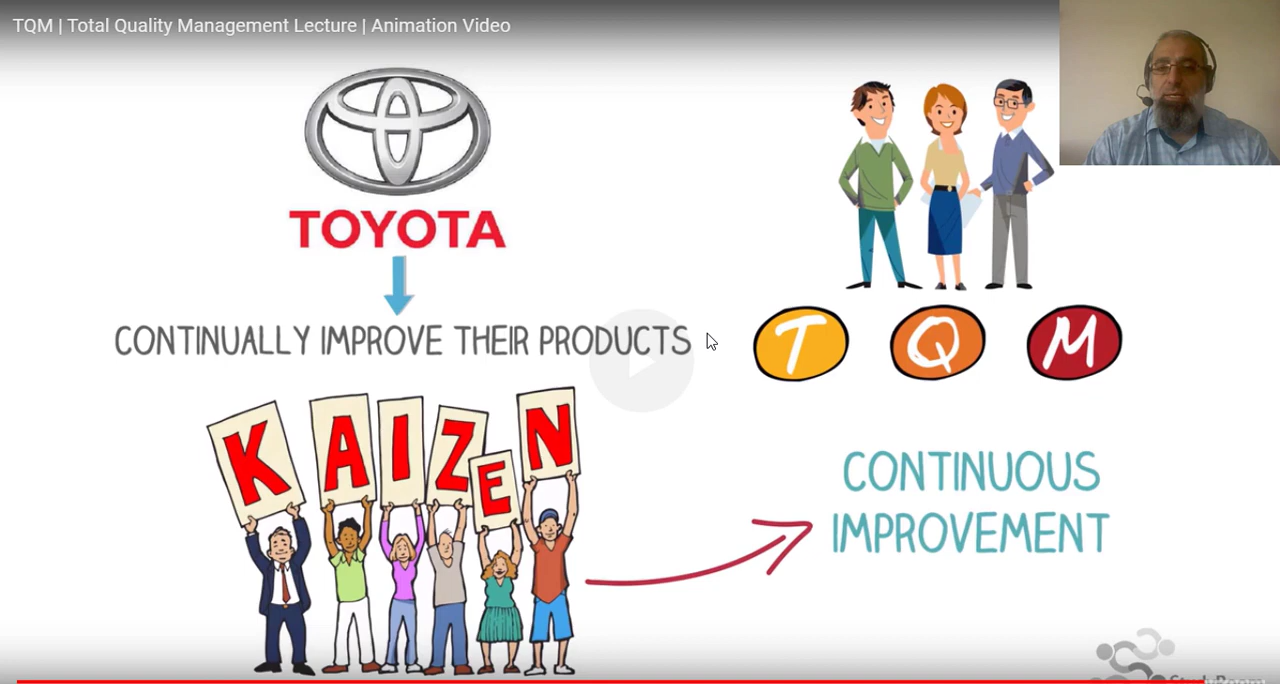 TQM | Total Quality Management Lecture | Animation Video
TOYOTA
CONTINUALLY IMPROVE THEIR PRODUCTS
T Q M
KAIZEN
CONTINUOUS
IMPROVEMENT